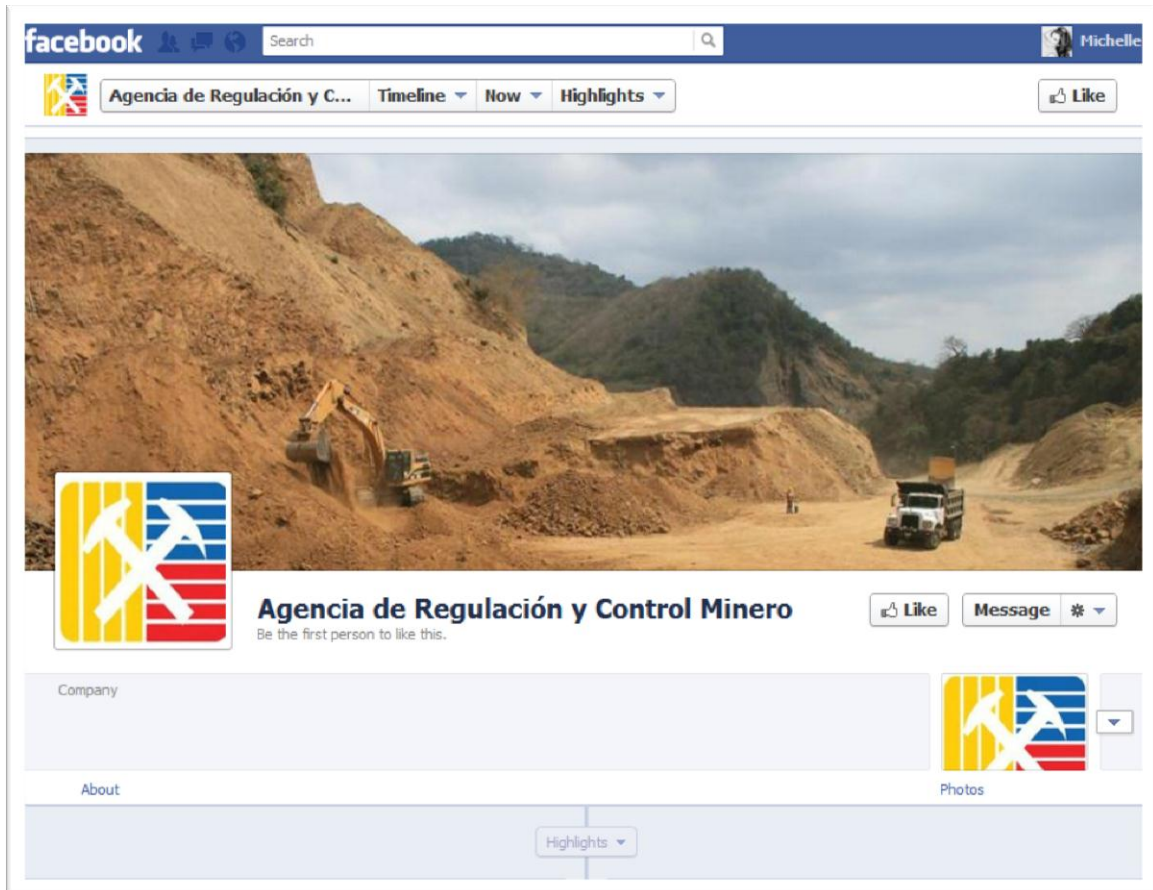 facebook Search Michelle
Agencia de Regulación y C... Timeline Now Highlights Like
Agencia de Regulación y Control Minero Like Message
Be the first person to like this.
Company
About Photos
Highlights